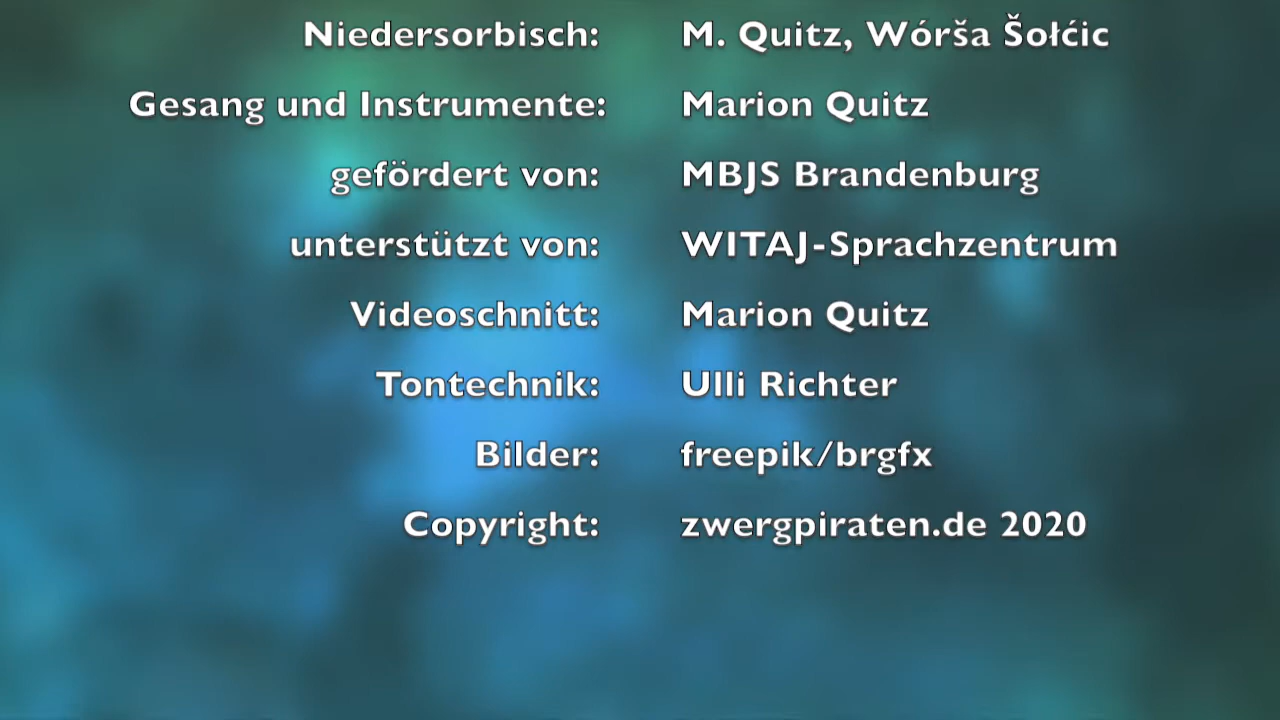 Niedersorbisch: M. Quitz, Wórša Šołćic
Gesang und Instrumente: Marion Quitz
gefördert von: MBJS Brandenburg
unterstützt von: WITAJ-Sprachzentrum
Videoschnitt: Marion Quitz
Tontechnik: Ulli Richter
Bilder: freepik/brgfx
Copyright: zwergpiraten.de 2020